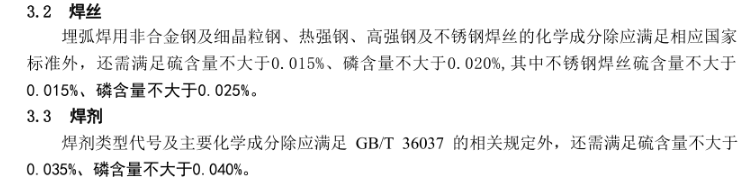 3.2 焊丝
埋弧焊用非合金钢及细晶粒钢、热强钢、高强钢及不锈钢焊丝的化学成分除应满足相应国家
标准外，还需满足硫含量不大于0.015%、磷含量不大于0.020%,其中不锈钢焊丝硫含量不大于
0.015%、磷含量不大于0.025%。
3.3 焊剂
焊剂类型代号及主要化学成分除应满足 GB/T 36037 的相关规定外，还需满足硫含量不大于
0.035%、磷含量不大于0.040%。